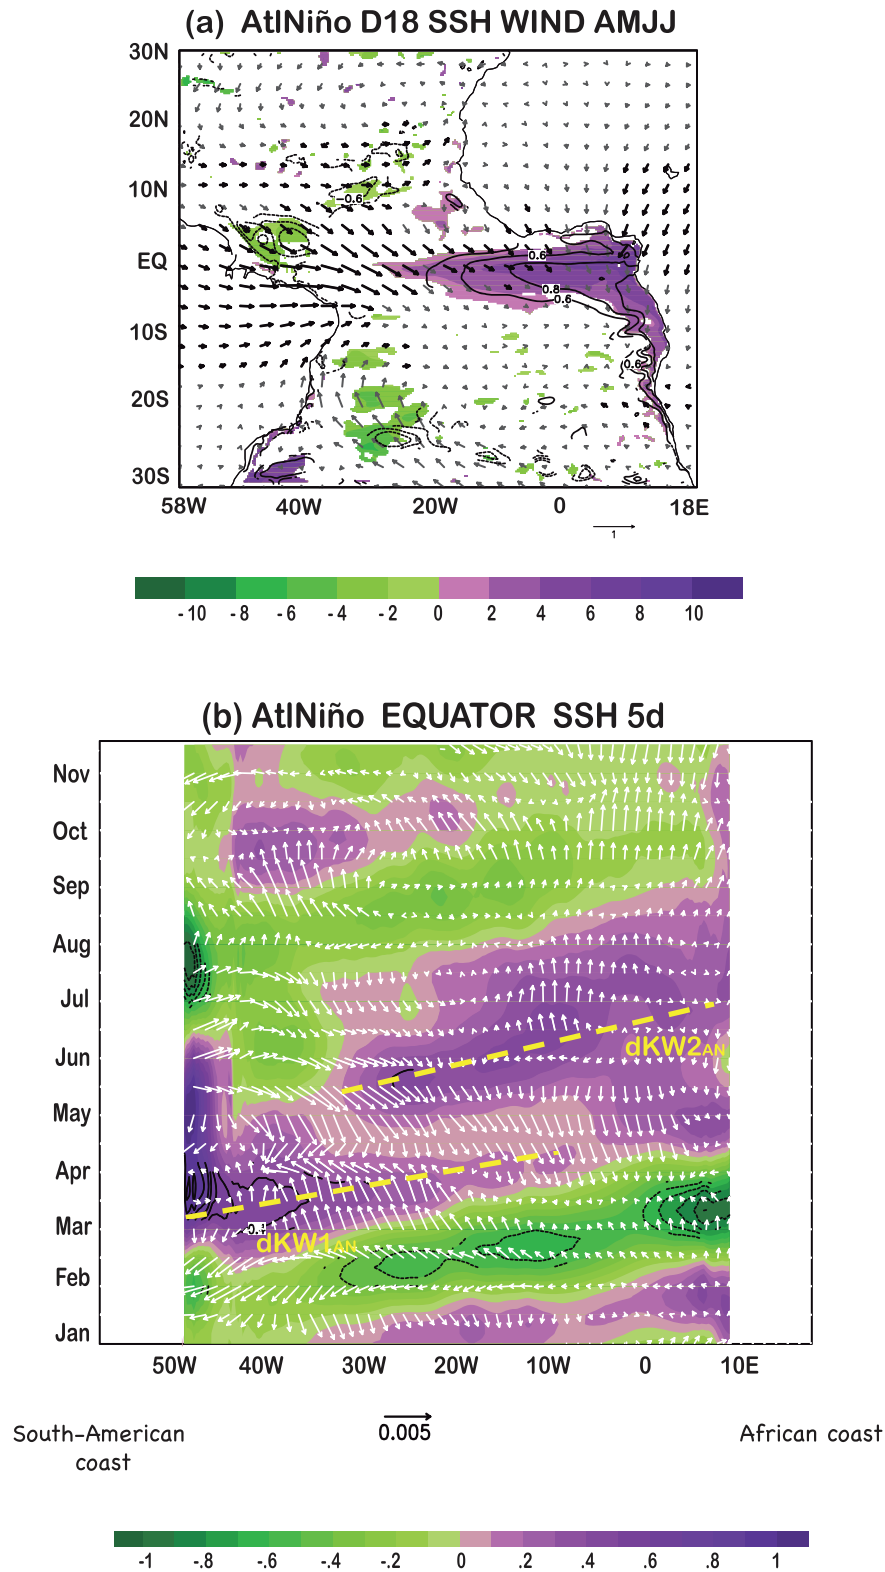 (a) AtlNiño D18 SSH WIND AMJJ
30N
20N
10N
EQ
10S
20S
30S
-0.6
0.6
0.8
0.6
0.6
58W 40W 20W 0 18E
1
-10 -8 -6 -4 -2 0 2 4 6 8 10
(b) AtlNiño EQUATOR SSH 5d
Nov
Oct
Sep
Aug
Jul
Jun
May
Apr
Mar
Feb
Jan
dKW2AN
dKW1AN
50W 40W 30W 20W 10W 0 10E
0.005
South-American
coast
African coast
-1 -.8 -.6 -.4 -.2 0 .2 .4 .6 .8 1